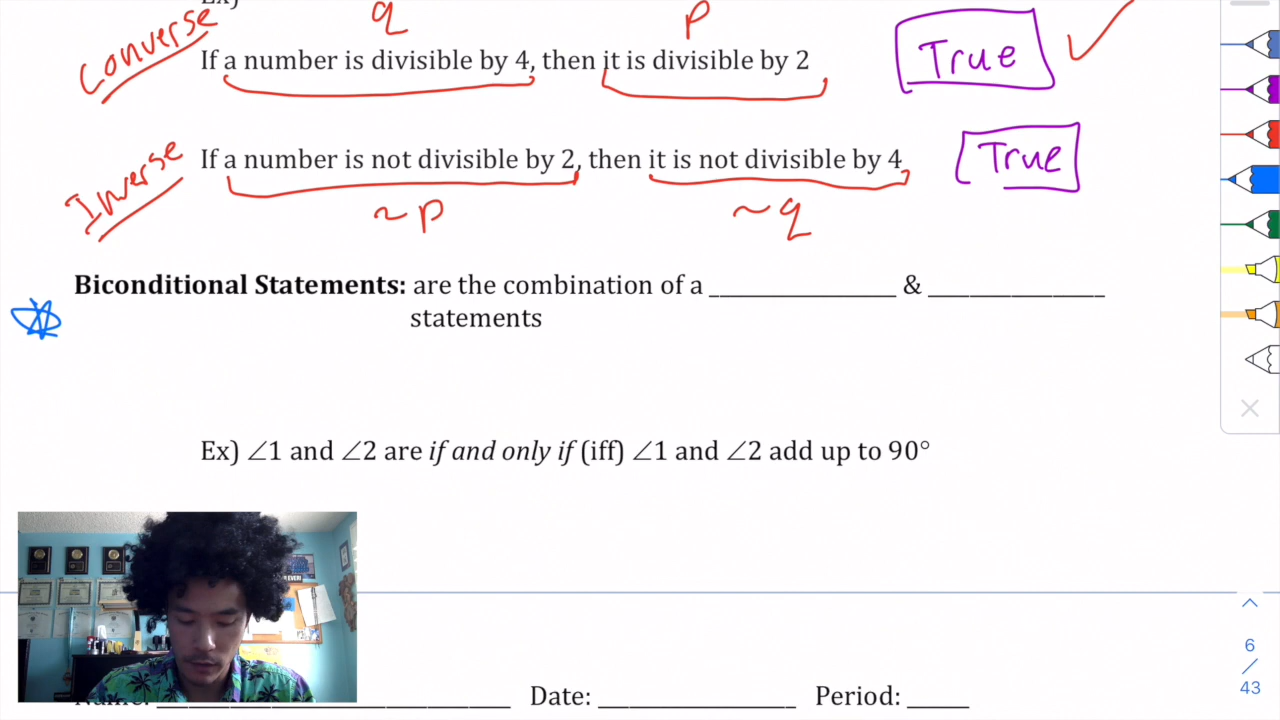 Ex)
q p
Converse If a number is divisible by 4, then it is divisible by 2 True
Inverse If a number is not divisible by 2, then it is not divisible by 4 True
~p ~q
Biconditional Statements: are the combination of a ________________ & _______________
statements
Ex) ∠1 and ∠2 are if and only if (iff) ∠1 and ∠2 add up to 90°
6
/
43
Name: Date: ______________ Period: _____